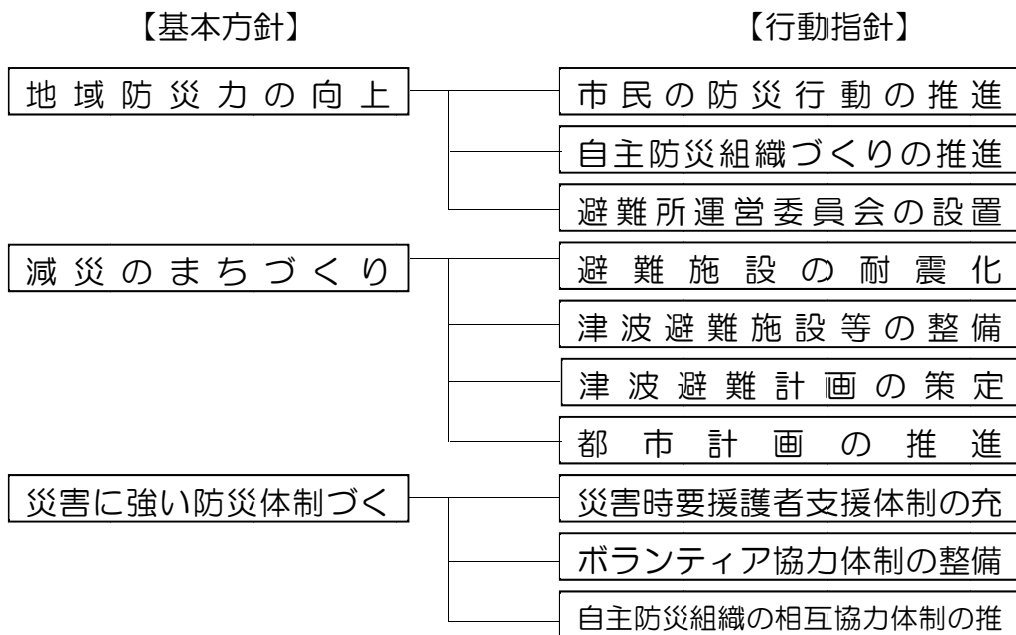 【基本方針】 【行動指針】
地域防災力の向上 市民の防災行動の推進
自主防災組織づくりの推進
避難所運営委員会の設置
減災のまちづくり 避難施設の耐震化
津波避難施設等の整備
津波避難計画の策定
都市計画の推進
災害に強い防災体制づく 災害時要援護者支援体制の充
ボランティア協力体制の整備
自主防災組織の相互協力体制の推